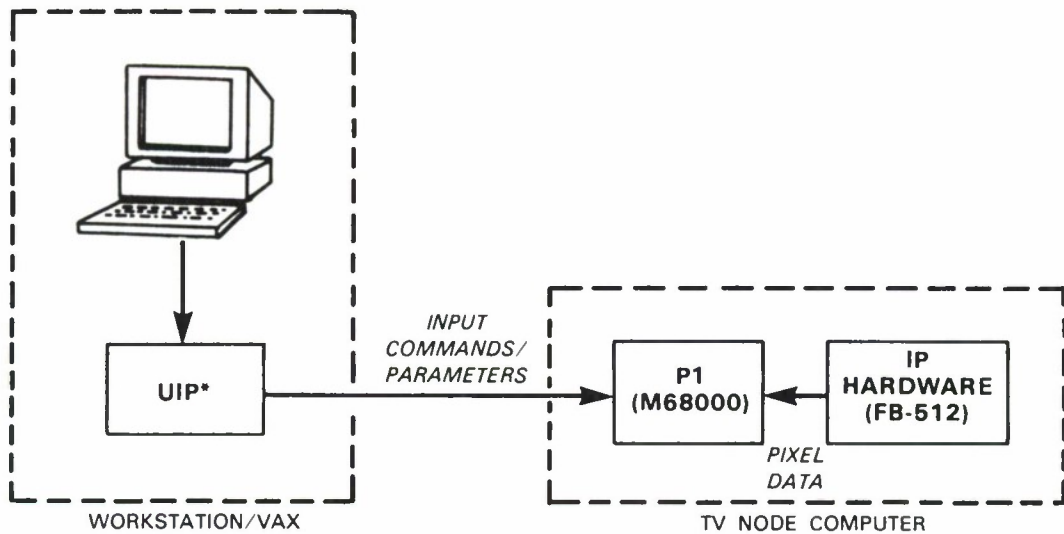 UIP*
INPUT
COMMANDS/
PARAMETERS
P1
(M68000)
IP
HARDWARE
(FB-512)
PIXEL
DATA
WORKSTATION/VAX
TV NODE COMPUTER